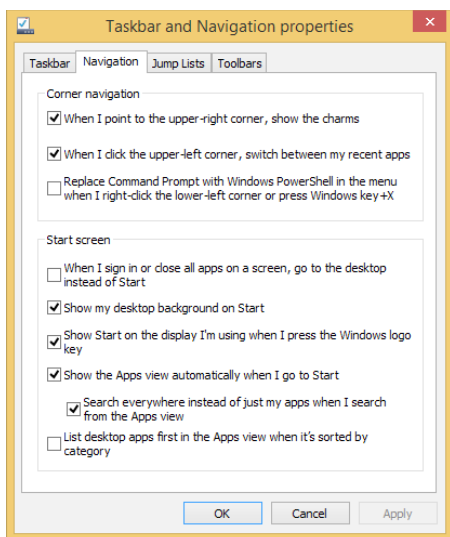 Taskbar and Navigation properties
Taskbar Navigation Jump Lists Toolbars
Corner navigation
When I point to the upper-right corner, show the charms
When I click the upper-left corner, switch between my recent apps
Replace Command Prompt with Windows PowerShell in the menu
when I right-click the lower-left corner or press Windows key+X
Start screen
When I sign in or close all apps on a screen, go to the desktop
instead of Start
Show my desktop background on Start
Show Start on the display I'm using when I press the Windows logo
key
Show the Apps view automatically when I go to Start
Search everywhere instead of just my apps when I search
from the Apps view
List desktop apps first in the Apps view when it's sorted by
category
OK Cancel Apply